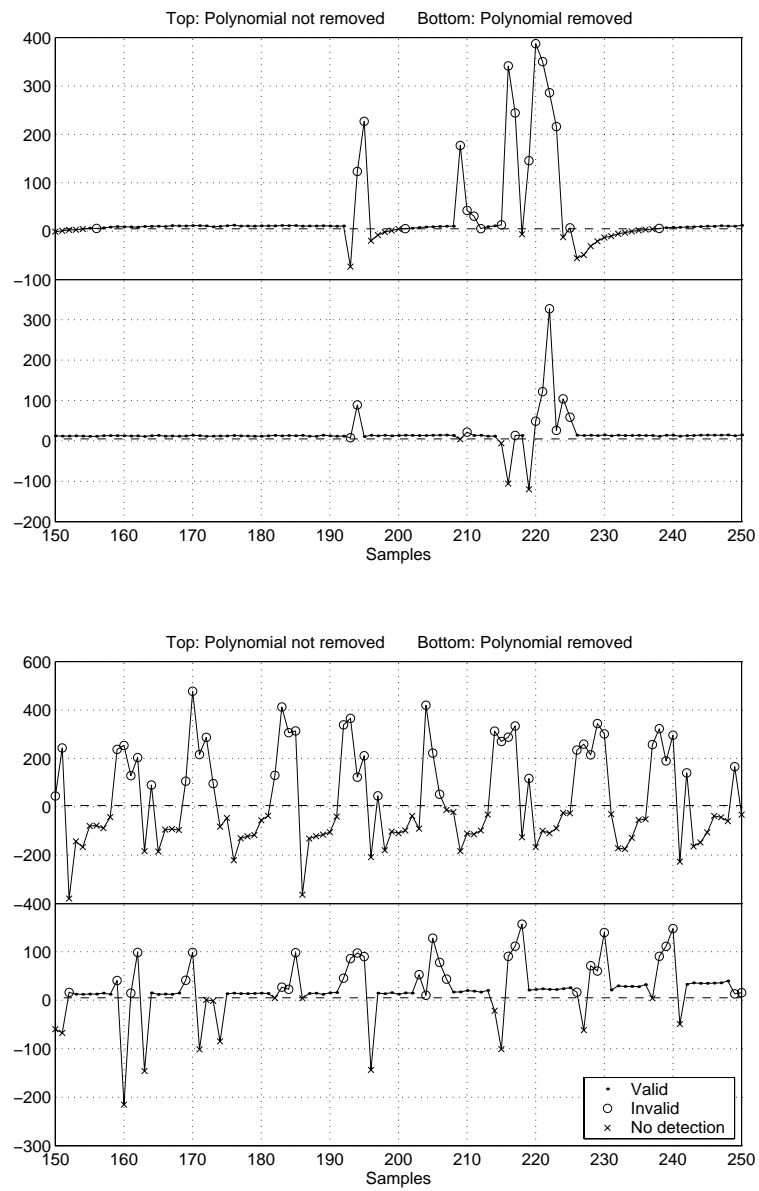 Top: Polynomial not removed Bottom: Polynomial removed
400
300
200
100
0
−100
300
200
100
0
−100
−200
150 160 170 180 190 200 210 220 230 240 250
Samples
Top: Polynomial not removed Bottom: Polynomial removed
600
400
200
0
−200
−400
100
0
−100
−200
−300
Valid
Invalid
No detection
150 160 170 180 190 200 210 220 230 240 250
Samples